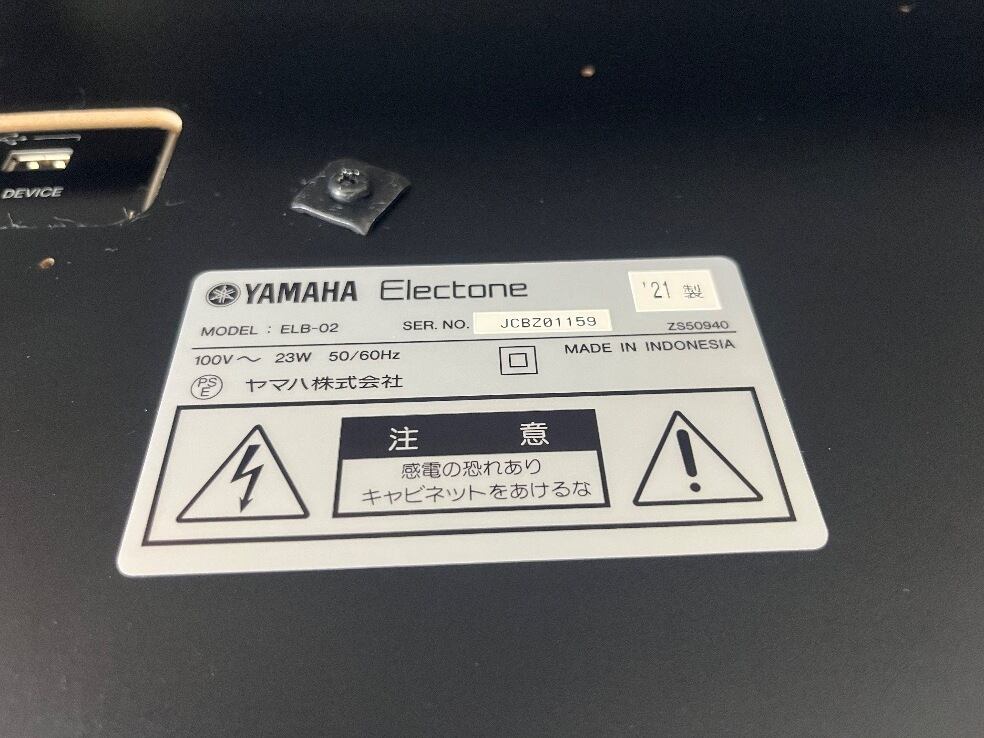 DEVICE
YAMAHA Electone '21 製
MODEL : ELB-02 SER. NO. JCBZ01159 ZS50940
100V～ 23W 50/60Hz MADE IN INDONESIA
PS
E
ヤマハ株式会社
注 意
感電の恐れあり
キャビネットをあけるな